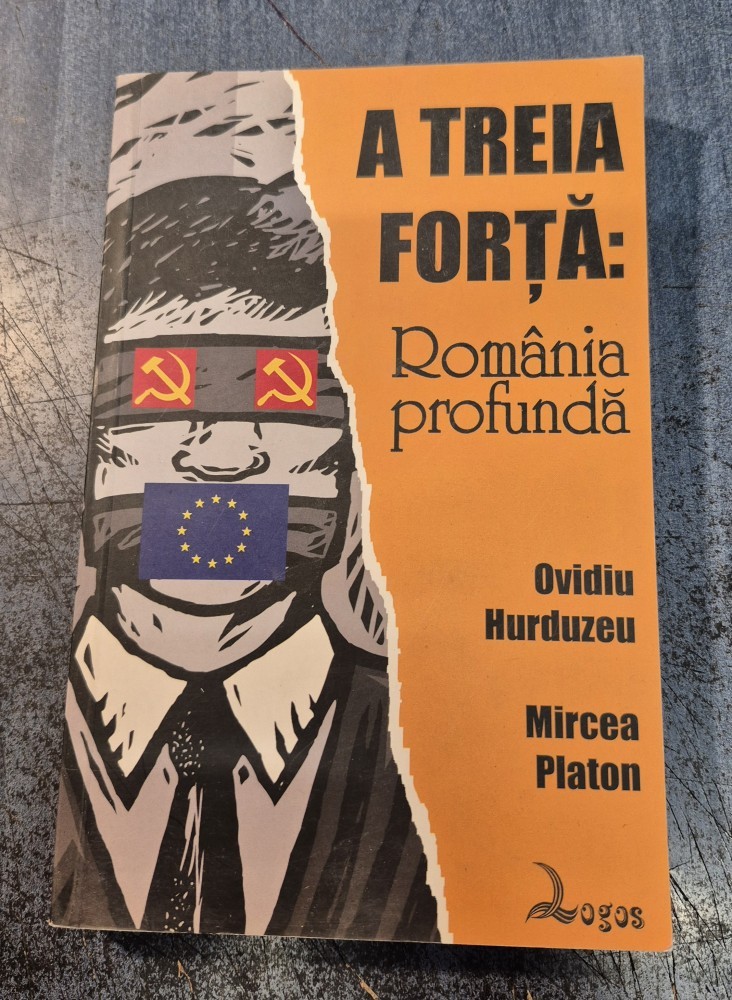 A TREIA
FORȚĂ:
România
profundă
Ovidiu
Hurduzeu
Mircea
Platon
Logos